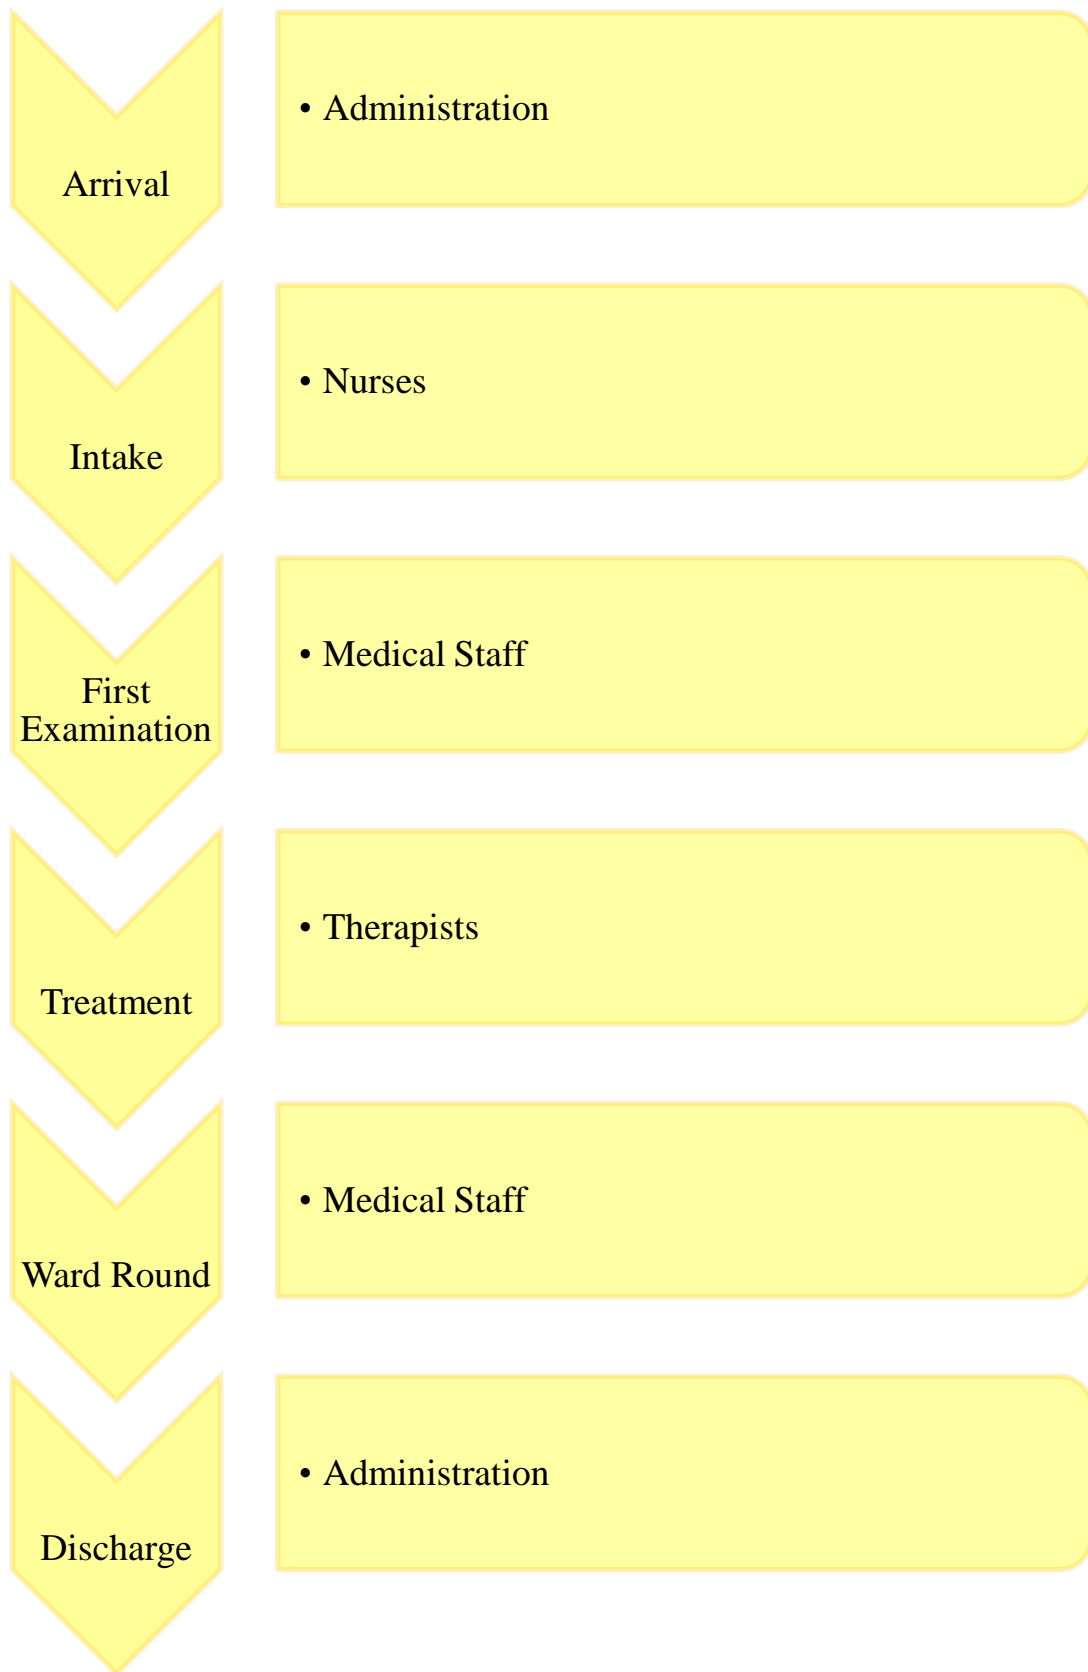 • Administration
Arrival
• Nurses
Intake
• Medical Staff
First
Examination
• Therapists
Treatment
• Medical Staff
Ward Round
• Administration
Discharge